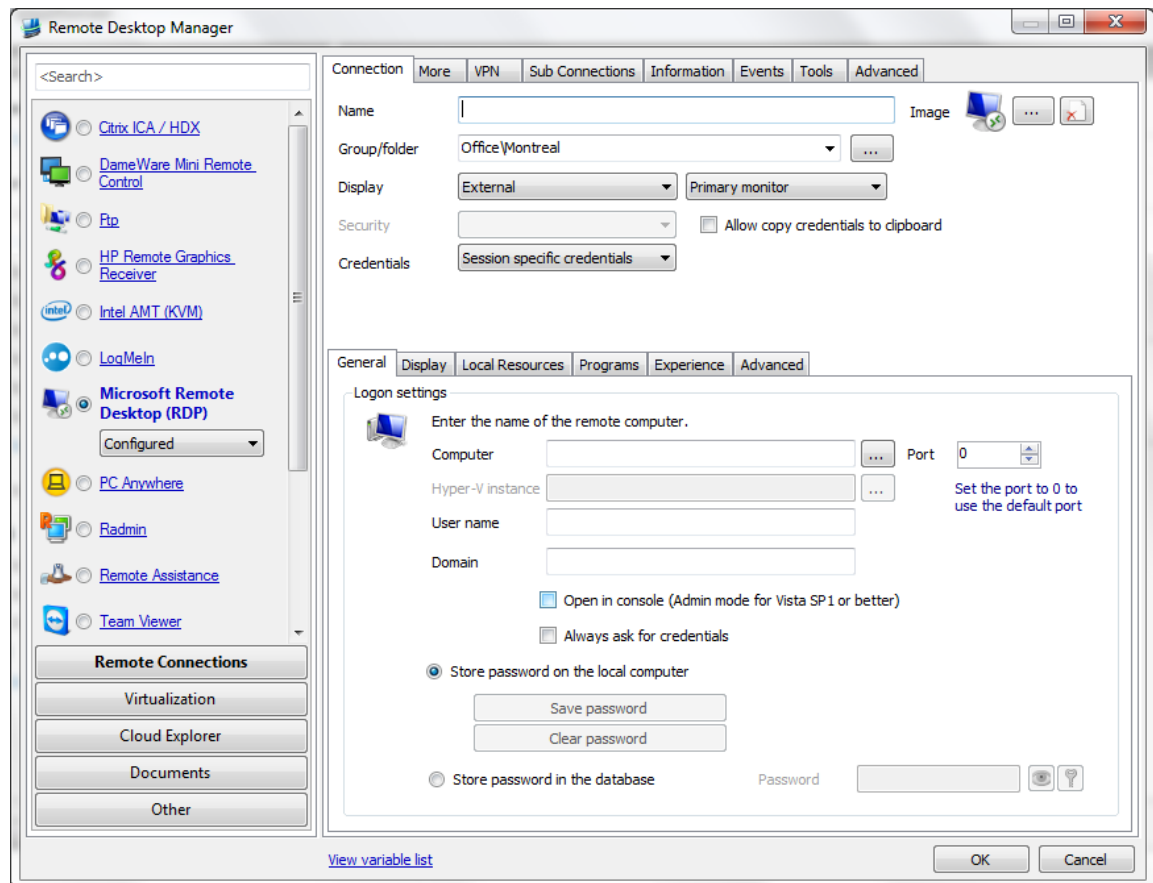 Remote Desktop Manager
<Search>
Citrix ICA / HDX
DameWare Mini Remote
Control
Ftp
HP Remote Graphics
Receiver
intel
Intel AMT (KVM)
LogMeIn
Microsoft Remote
Desktop (RDP)
Configured
PC Anywhere
Radmin
Remote Assistance
Team Viewer
Remote Connections
Virtualization
Cloud Explorer
Documents
Other
Connection More VPN Sub Connections Information Events Tools Advanced
Name Image ...
Group/folder Office\Montreal ...
Display External Primary monitor
Security Allow copy credentials to clipboard
Credentials Session specific credentials
General Display Local Resources Programs Experience Advanced
Logon settings
Enter the name of the remote computer.
Computer ... Port 0
Hyper-V instance ... Set the port to 0 to
use the default port
User name
Domain
Open in console (Admin mode for Vista SP1 or better)
Always ask for credentials
Store password on the local computer
Save password
Clear password
Store password in the database Password
View variable list OK Cancel